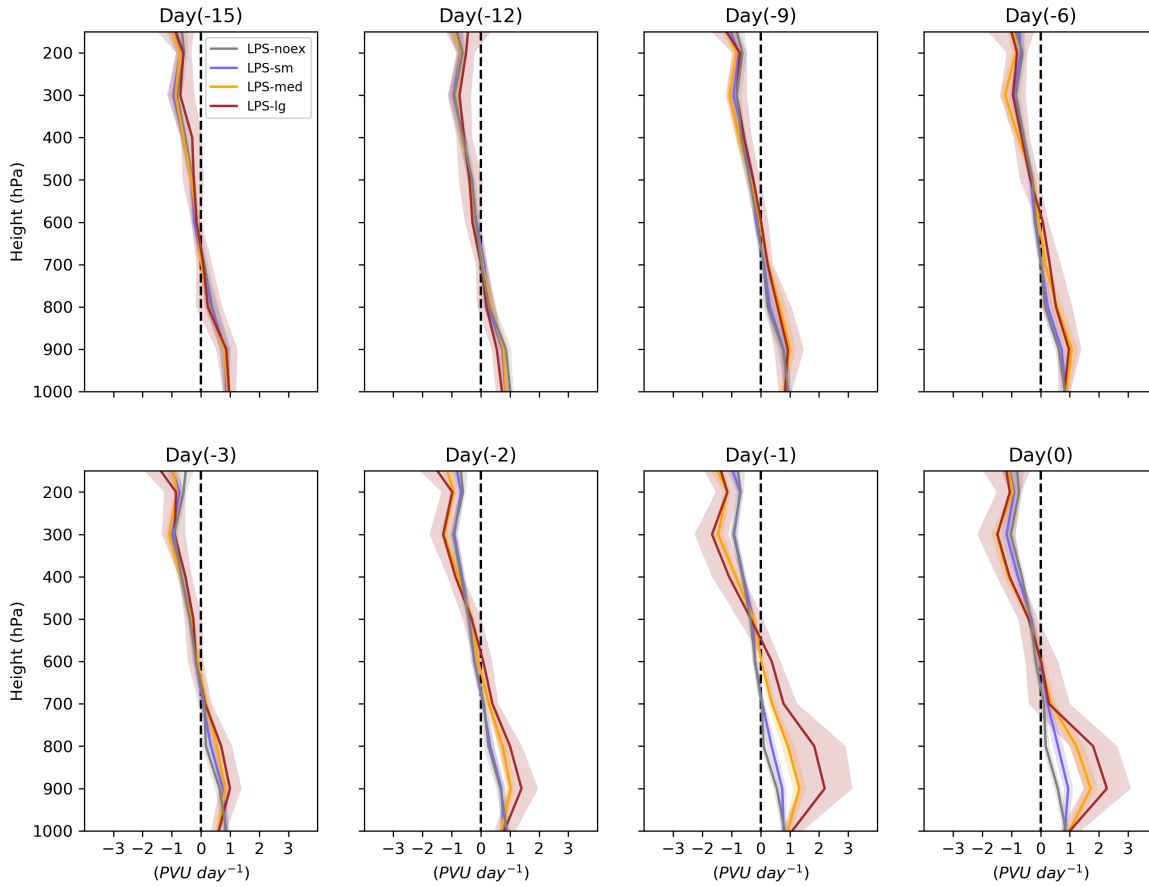 Day(-15) Day(-12) Day(-9) Day(-6)
LPS-noex
LPS-sm
LPS-med
LPS-lg
Height (hPa)
200
300
400
500
600
700
800
900
1000
Day(-3) Day(-2) Day(-1) Day(0)
Height (hPa)
200
300
400
500
600
700
800
900
1000
−3 −2 −1 0 1 2 3 −3 −2 −1 0 1 2 3 −3 −2 −1 0 1 2 3 −3 −2 −1 0 1 2 3
(PVU day⁻¹) (PVU day⁻¹) (PVU day⁻¹) (PVU day⁻¹)